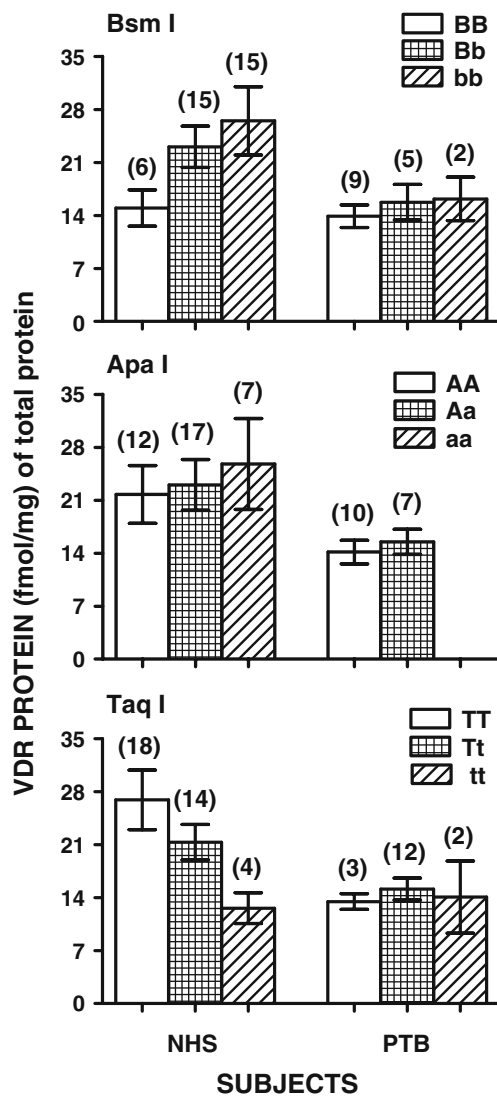 Bsm I
BB
Bb
bb
35
28
21
14
7
0
(6)
(15)
(15)
(9)
(5)
(2)
Apa I
AA
Aa
aa
35
28
21
14
7
0
(12)
(17)
(7)
(10)
(7)
Taq I
TT
Tt
tt
35
28
21
14
7
0
(18)
(14)
(4)
(3)
(12)
(2)
NHS
PTB
SUBJECTS
VDR PROTEIN (fmol/mg) of total protein